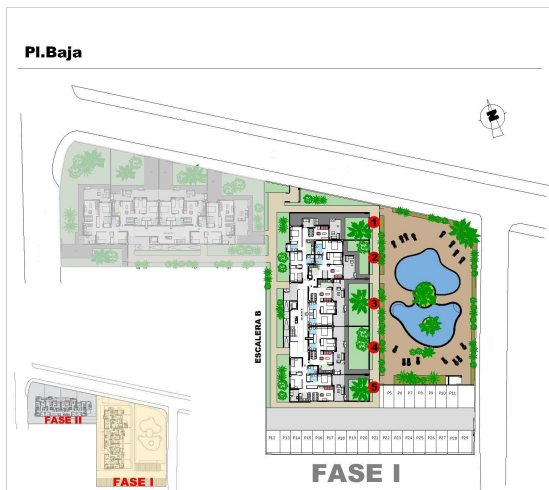 Pl.Baja
N
1
2
3
4
5
ESCALERA B
P5 P6 P7 P8 P9 P10 P11
P12 P13 P14 P15 P16 P17 P18 P19 P20 P21 P22 P23 P24 P25 P26 P27 P28 P29
FASE II
FASE I
FASE I